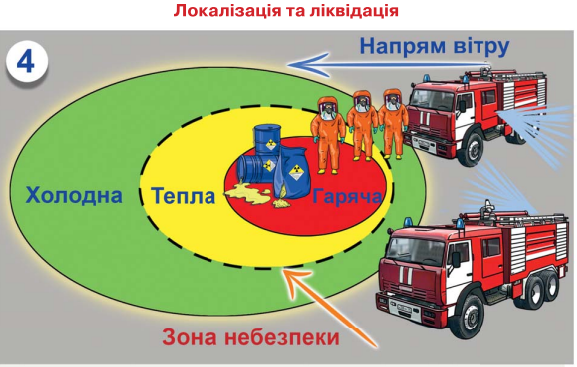 Локалізація та ліквідація
4
Напрям вітру
Холодна
Тепла
Гаряча
Зона небезпеки